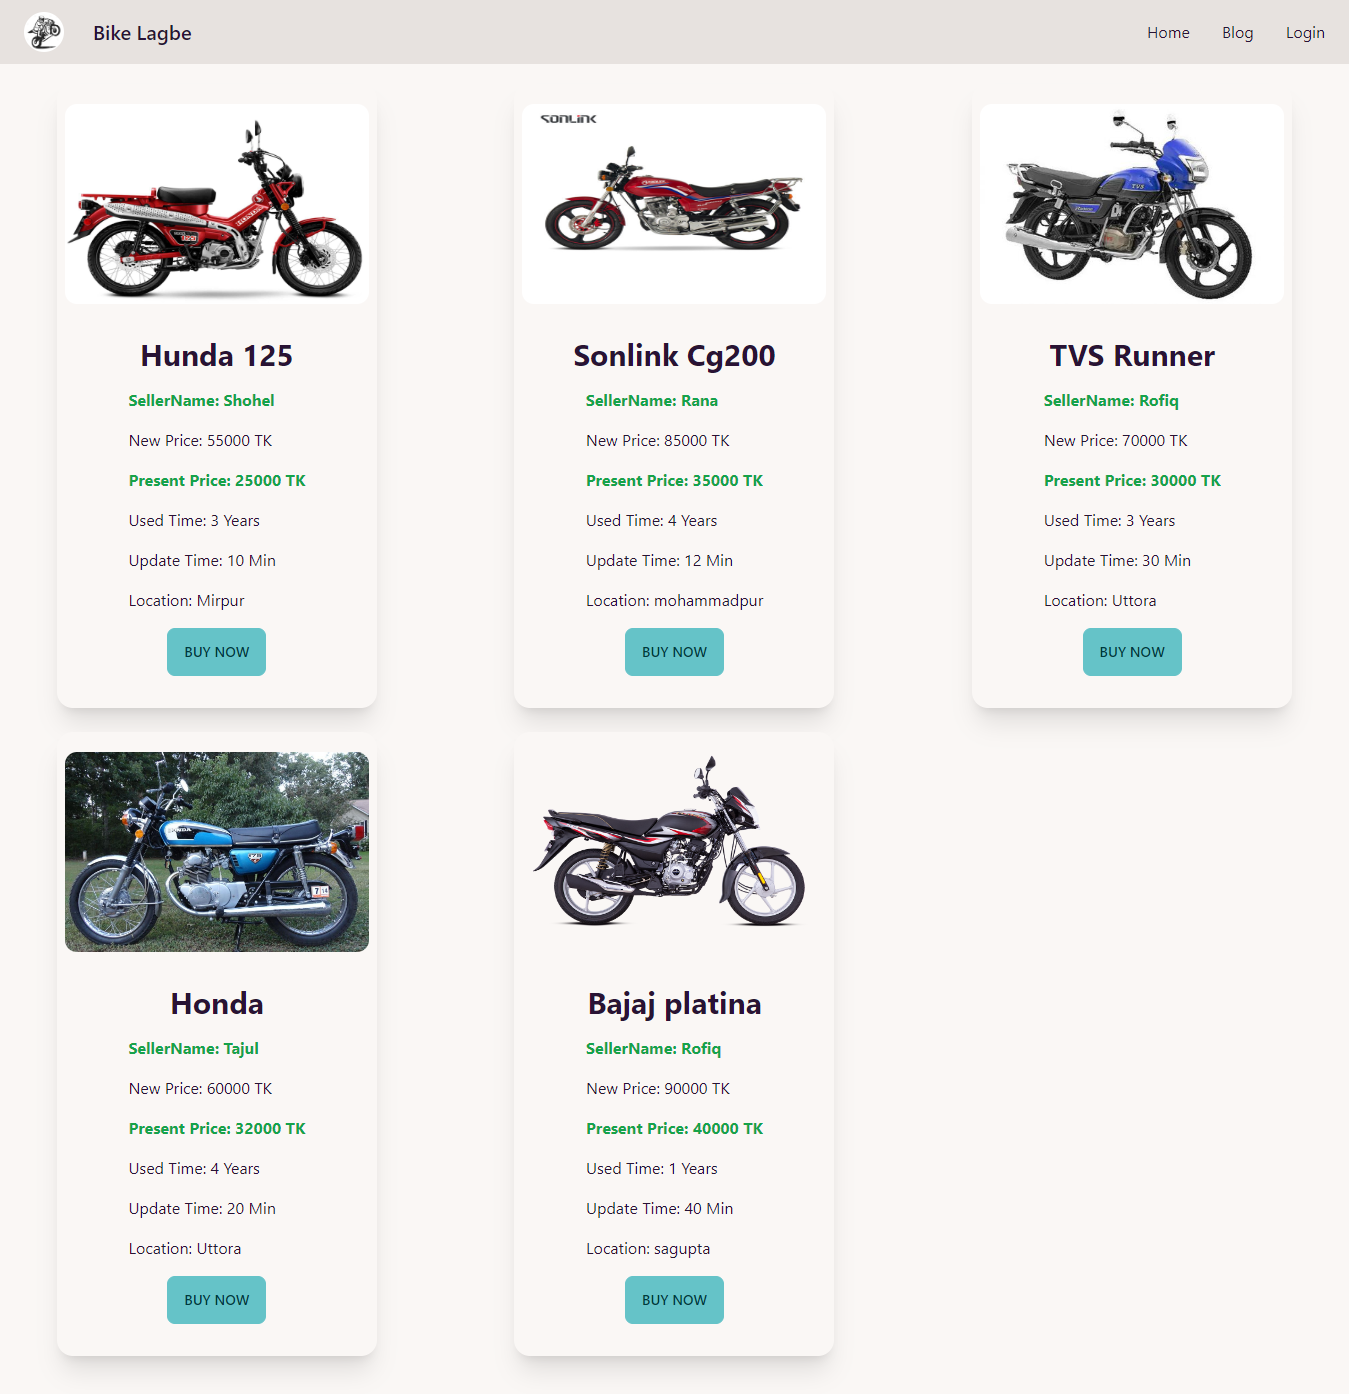 Bike Lagbe
Home
Blog
Login
SONLINK
TVS
Hunda 125
SellerName: Shohel
New Price: 55000 TK
Present Price: 25000 TK
Used Time: 3 Years
Update Time: 10 Min
Location: Mirpur
BUY NOW
Sonlink Cg200
SellerName: Rana
New Price: 85000 TK
Present Price: 35000 TK
Used Time: 4 Years
Update Time: 12 Min
Location: mohammadpur
BUY NOW
TVS Runner
SellerName: Rofiq
New Price: 70000 TK
Present Price: 30000 TK
Used Time: 3 Years
Update Time: 30 Min
Location: Uttora
BUY NOW
HONDA
Honda
SellerName: Tajul
New Price: 60000 TK
Present Price: 32000 TK
Used Time: 4 Years
Update Time: 20 Min
Location: Uttora
BUY NOW
Bajaj platina
SellerName: Rofiq
New Price: 90000 TK
Present Price: 40000 TK
Used Time: 1 Years
Update Time: 40 Min
Location: sagupta
BUY NOW